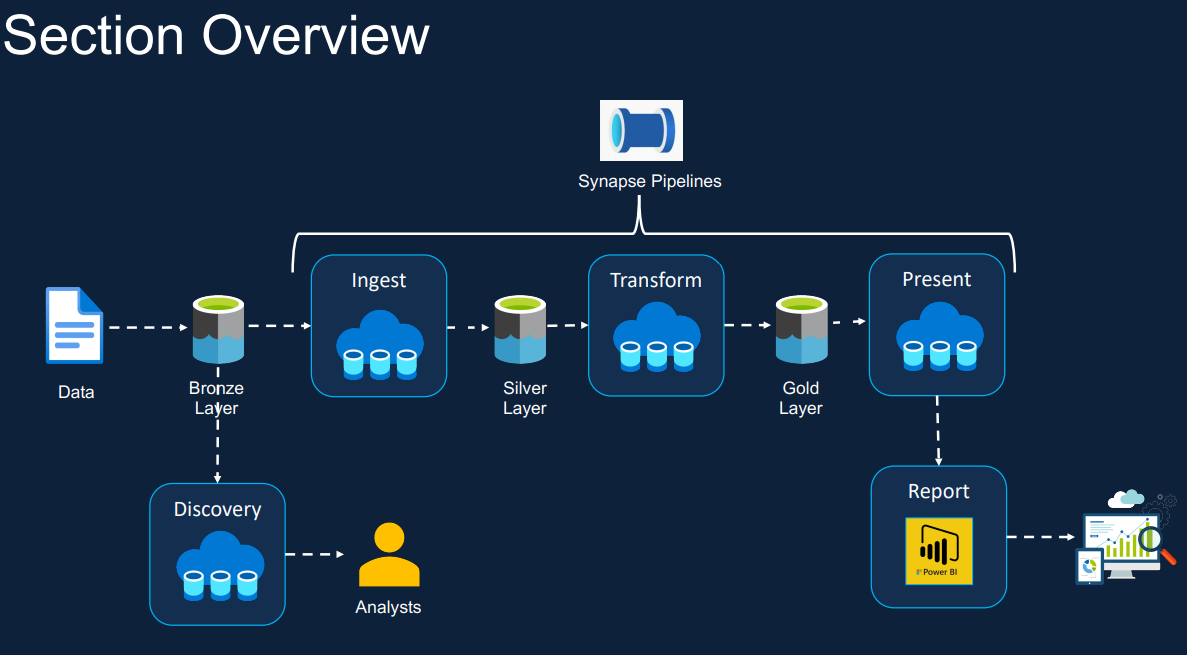 Section Overview
Synapse Pipelines
Ingest
Transform
Present
Data
Bronze
Layer
Silver
Layer
Gold
Layer
Discovery
Analysts
Report
Power BI